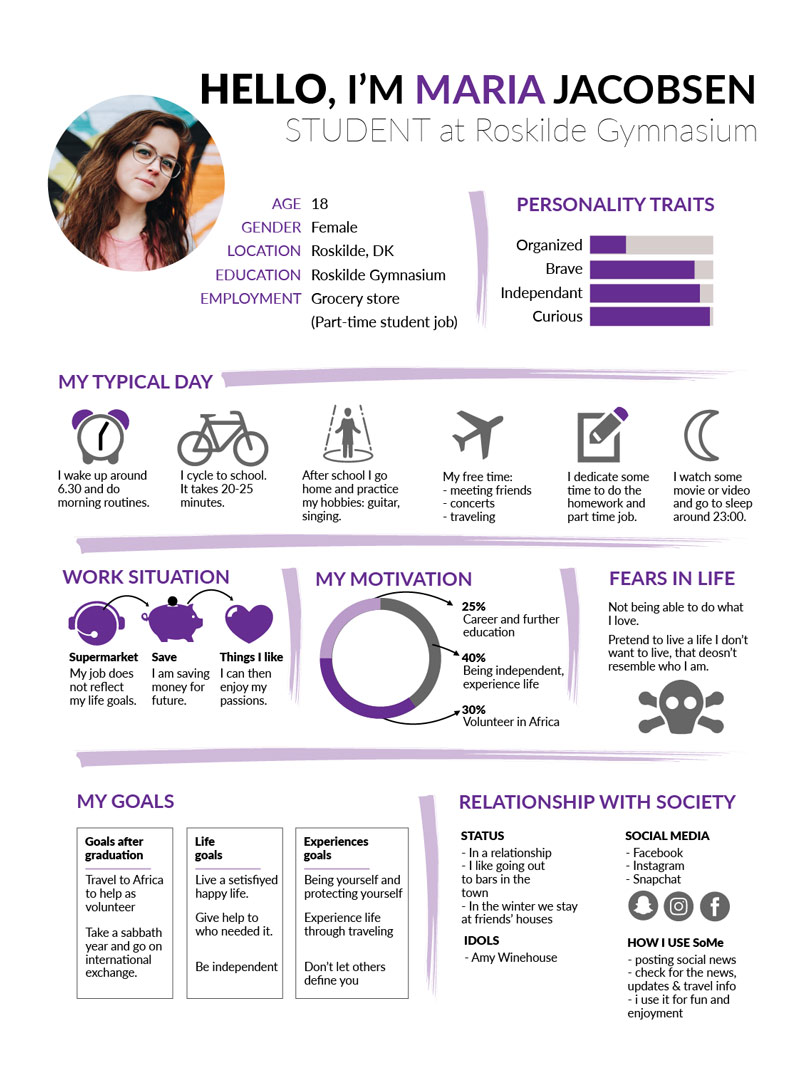 HELLO, I'M MARIA JACOBSEN
STUDENT at Roskilde Gymnasium
AGE 18
GENDER Female
LOCATION Roskilde, DK
EDUCATION Roskilde Gymnasium
EMPLOYMENT Grocery store
(Part-time student job)
PERSONALITY TRAITS
Organized
Brave
Independant
Curious
MY TYPICAL DAY
I wake up around
6.30 and do
morning routines.
I cycle to school.
It takes 20-25
minutes.
After school I go
home and practice
my hobbies: guitar,
singing.
My free time:
- meeting friends
- concerts
- traveling
I dedicate some
time to do the
homework and
part time job.
I watch some
movie or video
and go to sleep
around 23:00.
WORK SITUATION
Supermarket
My job does
not reflect
my life goals.
Save
I am saving
money for
future.
Things I like
I can then
enjoy my
passions.
MY MOTIVATION
25%
Career and further
education
40%
Being independent,
experience life
30%
Volunteer in Africa
FEARS IN LIFE
Not being able to do what
I love.
Pretend to live a life I don't
want to live, that deosn't
resemble who I am.
MY GOALS
Goals after
graduation
Travel to Africa
to help as
volunteer
Take a sabbath
year and go on
international
exchange.
Life
goals
Live a setisfiyed
happy life.
Give help to
who needed it.
Be independent
Experiences
goals
Being yourself and
protecting yourself
Experience life
through traveling
Don't let others
define you
RELATIONSHIP WITH SOCIETY
STATUS
- In a relationship
- I like going out
to bars in the
town
- In the winter we stay
at friends' houses
IDOLS
- Amy Winehouse
SOCIAL MEDIA
- Facebook
- Instagram
- Snapchat
HOW I USE SoMe
- posting social news
- check for the news,
updates & travel info
- i use it for fun and
enjoyment